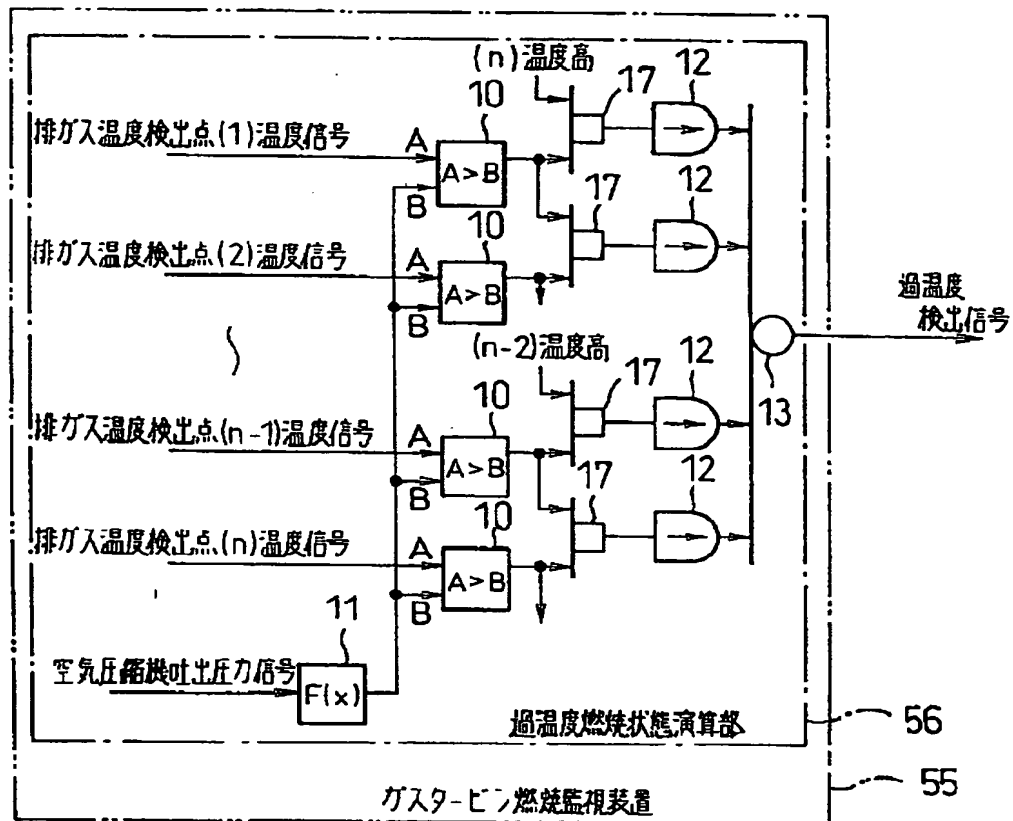 (n)温度高
12
17
10
排ガス温度検出点(1)温度信号
A
A>B
B
12
17
10
排ガス温度検出点(2)温度信号
A
A>B
B
過温度
検出信号
(n-2)温度高
12
17
13
10
排ガス温度検出点(n-1)温度信号
A
A>B
B
12
17
10
排ガス温度検出点(n)温度信号
A
A>B
B
11
空気圧縮機吐出圧力信号
F(x)
過温度燃焼状態演算部
56
55
ガスタービン燃焼監視装置